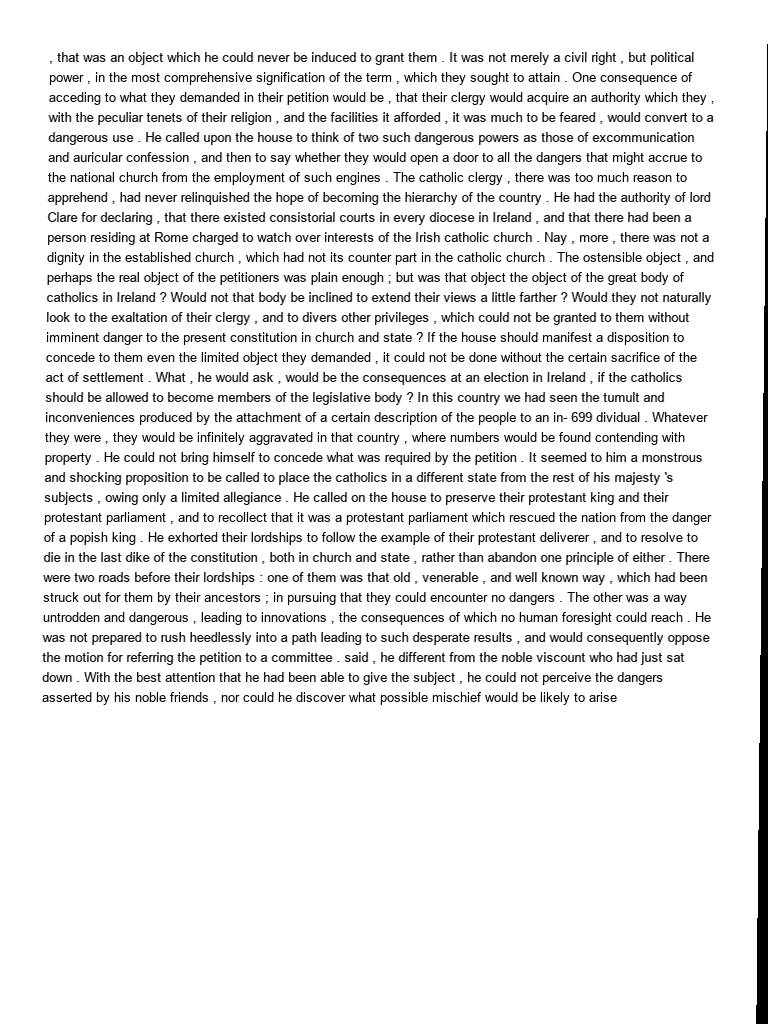 , that was an object which he could never be induced to grant them . It was not merely a civil right , but political
power , in the most comprehensive signification of the term , which they sought to attain . One consequence of
acceding to what they demanded in their petition would be , that their clergy would acquire an authority which they ,
with the peculiar tenets of their religion , and the facilities it afforded , it was much to be feared , would convert to a
dangerous use . He called upon the house to think of two such dangerous powers as those of excommunication
and auricular confession , and then to say whether they would open a door to all the dangers that might accrue to
the national church from the employment of such engines . The catholic clergy , there was too much reason to
apprehend , had never relinquished the hope of becoming the hierarchy of the country . He had the authority of lord
Clare for declaring , that there existed consistorial courts in every diocese in Ireland , and that there had been a
person residing at Rome charged to watch over interests of the Irish catholic church . Nay , more , there was not a
dignity in the established church , which had not its counter part in the catholic church . The ostensible object , and
perhaps the real object of the petitioners was plain enough ; but was that object the object of the great body of
catholics in Ireland ? Would not that body be inclined to extend their views a little farther ? Would they not naturally
look to the exaltation of their clergy , and to divers other privileges , which could not be granted to them without
imminent danger to the present constitution in church and state ? If the house should manifest a disposition to
concede to them even the limited object they demanded , it could not be done without the certain sacrifice of the
act of settlement . What , he would ask , would be the consequences at an election in Ireland , if the catholics
should be allowed to become members of the legislative body ? In this country we had seen the tumult and
inconveniences produced by the attachment of a certain description of the people to an in- 699 dividual . Whatever
they were , they would be infinitely aggravated in that country , where numbers would be found contending with
property . He could not bring himself to concede what was required by the petition . It seemed to him a monstrous
and shocking proposition to be called to place the catholics in a different state from the rest of his majesty 's
subjects , owing only a limited allegiance . He called on the house to preserve their protestant king and their
protestant parliament , and to recollect that it was a protestant parliament which rescued the nation from the danger
of a popish king . He exhorted their lordships to follow the example of their protestant deliverer , and to resolve to
die in the last dike of the constitution , both in church and state , rather than abandon one principle of either . There
were two roads before their lordships : one of them was that old , venerable , and well known way , which had been
struck out for them by their ancestors ; in pursuing that they could encounter no dangers . The other was a way
untrodden and dangerous , leading to innovations , the consequences of which no human foresight could reach . He
was not prepared to rush heedlessly into a path leading to such desperate results , and would consequently oppose
the motion for referring the petition to a committee . said , he different from the noble viscount who had just sat
down . With the best attention that he had been able to give the subject , he could not perceive the dangers
asserted by his noble friends , nor could he discover what possible mischief would be likely to arise